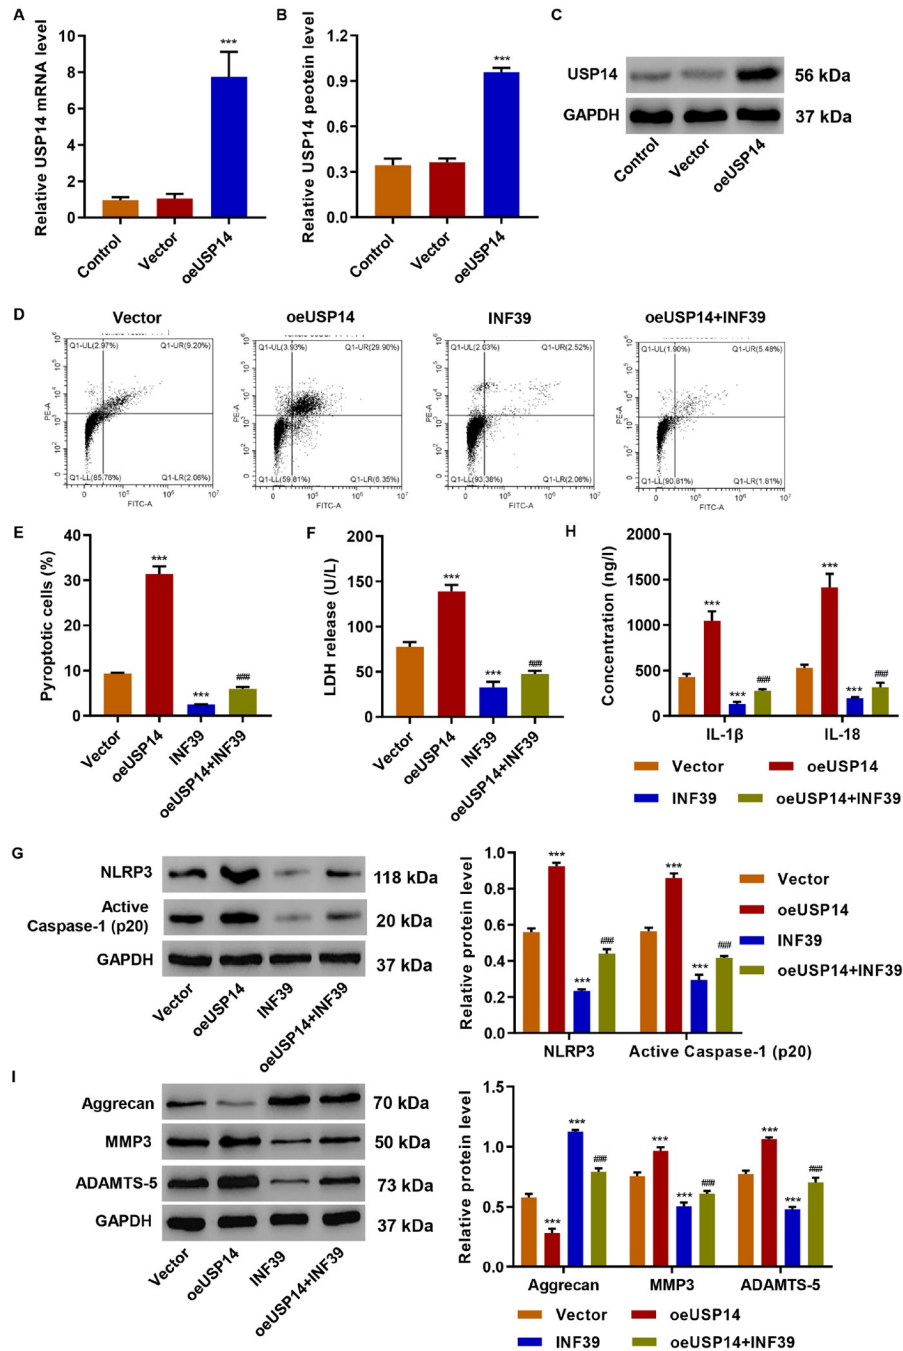 A
Relative USP14 mRNA level
10
8
6
4
2
0
***
Control
Vector
oeUSP14
B
Relative USP14 peotein level
1.2
0.9
0.6
0.3
0.0
***
Control
Vector
oeUSP14
C
USP14
56 kDa
GAPDH
37 kDa
Control
Vector
oeUSP14
D
Vector
Q1-UL(2.97%)
Q1-UR(9.20%)
Q1-LL(85.76%)
Q1-LR(2.06%)
PE-A
FITC-A
oeUSP14
Q1-UL(3.93%)
Q1-UR(29.90%)
Q1-LL(59.81%)
Q1-LR(6.35%)
PE-A
FITC-A
INF39
Q1-UL(2.03%)
Q1-UR(2.52%)
Q1-LL(93.38%)
Q1-LR(2.08%)
PE-A
FITC-A
oeUSP14+INF39
Q1-UL(1.90%)
Q1-UR(5.48%)
Q1-LL(90.81%)
Q1-LR(1.81%)
PE-A
FITC-A
E
Pyroptotic cells (%)
40
30
20
10
0
***
***
###
Vector
oeUSP14
INF39
oeUSP14+INF39
F
LDH release (U/L)
200
150
100
50
0
***
***
###
Vector
oeUSP14
INF39
oeUSP14+INF39
H
Concentration (ng/l)
2000
1500
1000
500
0
***
***
###
***
***
###
IL-1β
IL-18
Vector
oeUSP14
INF39
oeUSP14+INF39
G
NLRP3
118 kDa
Active
Caspase-1 (p20)
20 kDa
GAPDH
37 kDa
Vector
oeUSP14
INF39
oeUSP14+INF39
Relative protein level
1.0
0.8
0.6
0.4
0.2
0.0
***
***
###
***
***
###
NLRP3
Active Caspase-1 (p20)
Vector
oeUSP14
INF39
oeUSP14+INF39
I
Aggrecan
70 kDa
MMP3
50 kDa
ADAMTS-5
73 kDa
GAPDH
37 kDa
Vector
oeUSP14
INF39
oeUSP14+INF39
Relative protein level
1.5
1.0
0.5
0.0
***
***
###
***
***
###
***
***
###
Aggrecan
MMP3
ADAMTS-5
Vector
oeUSP14
INF39
oeUSP14+INF39